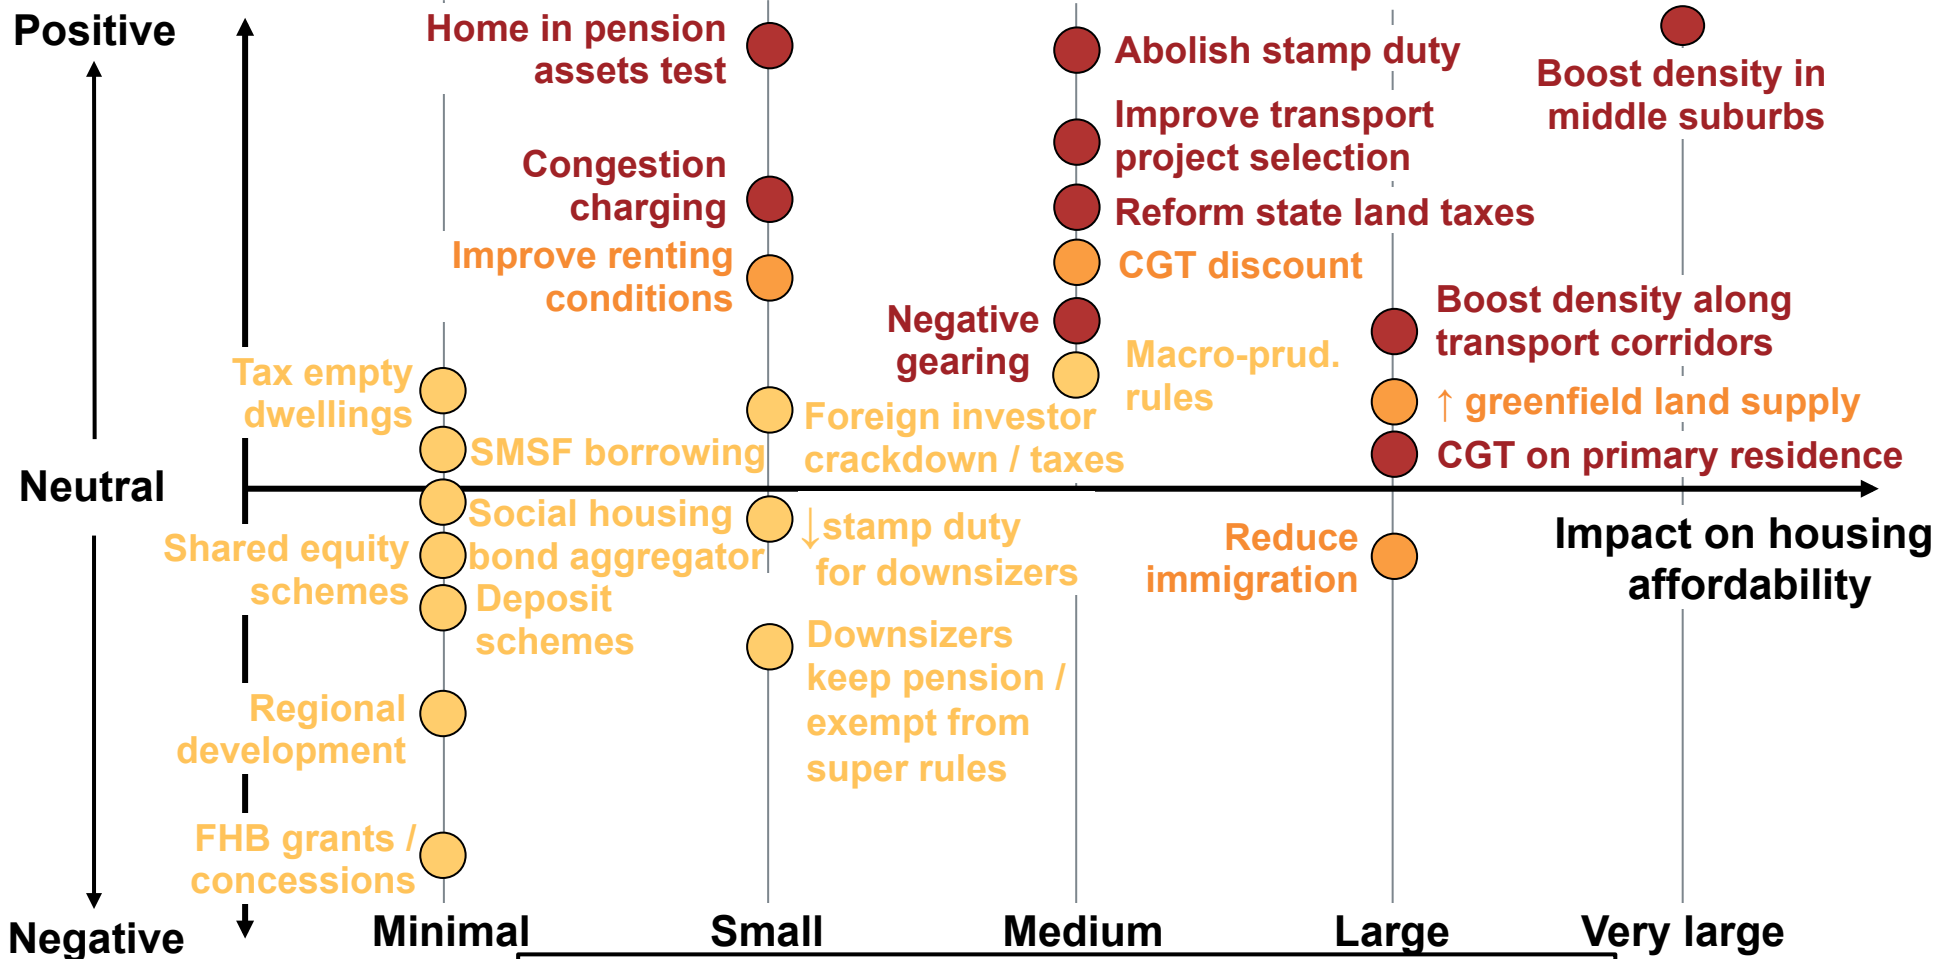 Positive
Home in pension
assets test
Abolish stamp duty
Boost density in
middle suburbs
Improve transport
project selection
Congestion
charging
Reform state land taxes
Improve renting
conditions
CGT discount
Negative
gearing
Boost density along
transport corridors
Macro-prud.
rules
Tax empty
dwellings
↑ greenfield land supply
Foreign investor
crackdown / taxes
SMSF borrowing
CGT on primary residence
Neutral
Social housing
bond aggregator
↓stamp duty
for downsizers
Reduce
immigration
Impact on housing
affordability
Shared equity
schemes
Deposit
schemes
Downsizers
keep pension /
exempt from
super rules
Regional
development
FHB grants /
concessions
Negative
Minimal
Small
Medium
Large
Very large